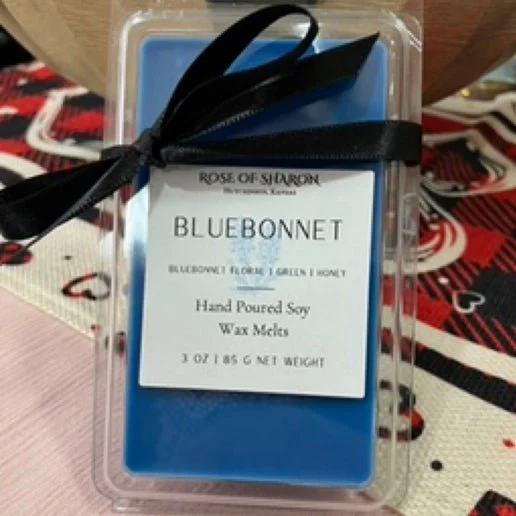 ROSE OF SHARON
Hutchinson, Kansas
BLUEBONNET
BLUEBONNET FLORAL | GREEN | HONEY
Hand Poured Soy
Wax Melts
3 OZ | 85 G NET WEIGHT